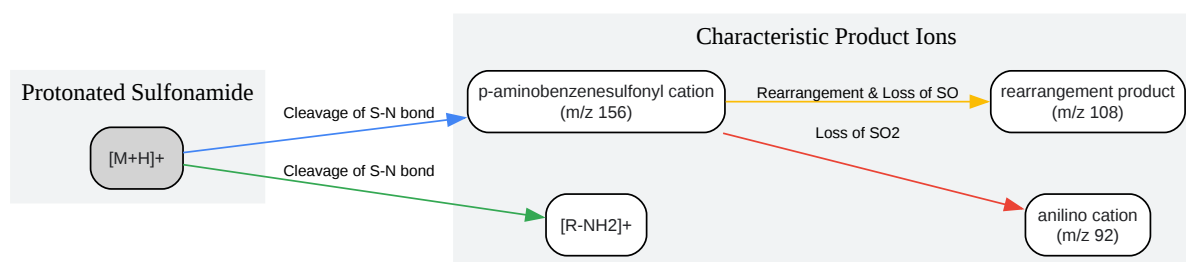 Characteristic Product Ions
Protonated Sulfonamide
[M+H]+
Cleavage of S-N bond
Cleavage of S-N bond
p-aminobenzenesulfonyl cation
(m/z 156)
Rearrangement & Loss of SO
Loss of SO2
rearrangement product
(m/z 108)
[R-NH2]+
anilino cation
(m/z 92)